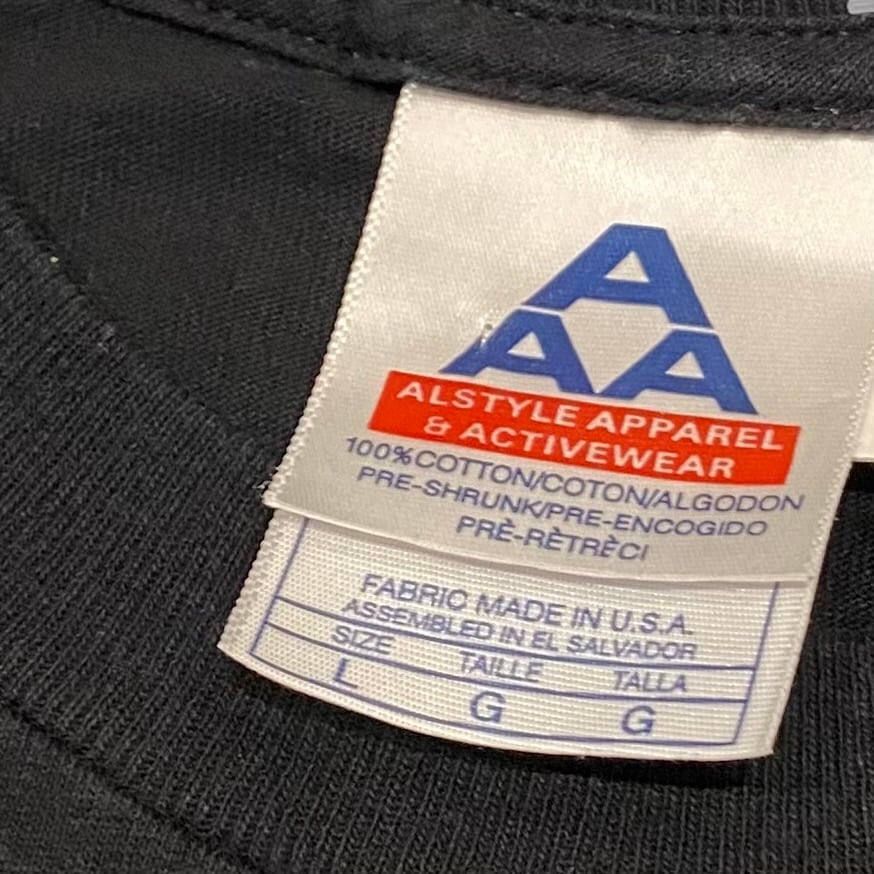 A
AA
ALSTYLE APPAREL
& ACTIVEWEAR
100%COTTON/COTON/ALGODON
PRE-SHRUNK/PRE-ENCOGIDO
PRÈ-RÈTRÈCI
FABRIC MADE IN U.S.A.
ASSEMBLED IN EL SALVADOR
SIZE TAILLE TALLA
L G G